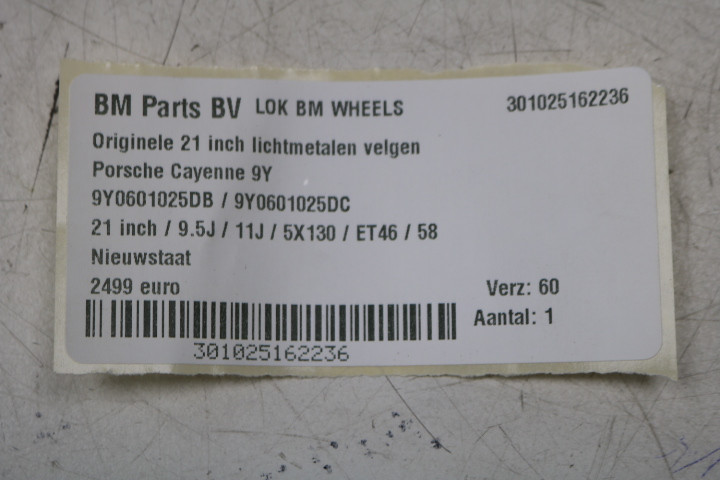 BM Parts BV LOK BM WHEELS 301025162236
Originele 21 inch lichtmetalen velgen
Porsche Cayenne 9Y
9Y0601025DB / 9Y0601025DC
21 inch / 9.5J / 11J / 5X130 / ET46 / 58
Nieuwstaat
2499 euro Verz: 60
Aantal: 1
301025162236